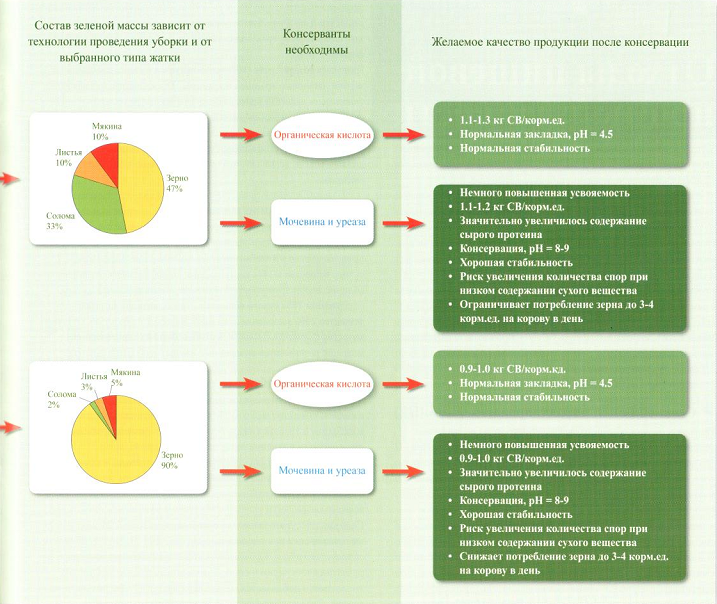 Состав зеленой массы зависит от
технологии проведения уборки и от
выбранного типа жатки
Консерванты
необходимы
Желаемое качество продукции после консервации
Мякина
10%
Листья
10%
Зерно
47%
Солома
33%
Органическая кислота
• 1.1-1.3 кг СВ/корм.ед.
• Нормальная закладка, pH = 4.5
• Нормальная стабильность
Мочевина и уреаза
• Немного повышенная усвояемость
• 1.1-1.2 кг СВ/корм.ед.
• Значительно увеличилось содержание
сырого протеина
• Консервация, pH = 8-9
• Хорошая стабильность
• Риск увеличения количества спор при
низком содержании сухого вещества
• Ограничивает потребление зерна до 3-4
корм.ед. на корову в день
Мякина
5%
Листья
3%
Солома
2%
Зерно
90%
Органическая кислота
• 0.9-1.0 кг СВ/корм.кд.
• Нормальная закладка, pH = 4.5
• Нормальная стабильность
Мочевина и уреаза
• Немного повышенная усвояемость
• 0.9-1.0 кг СВ/корм.ед.
• Значительно увеличилось содержание
сырого протеина
• Консервация, pH = 8-9
• Хорошая стабильность
• Риск увеличения количества спор при
низком содержании сухого вещества
• Снижает потребление зерна до 3-4 корм.ед.
на корову в день